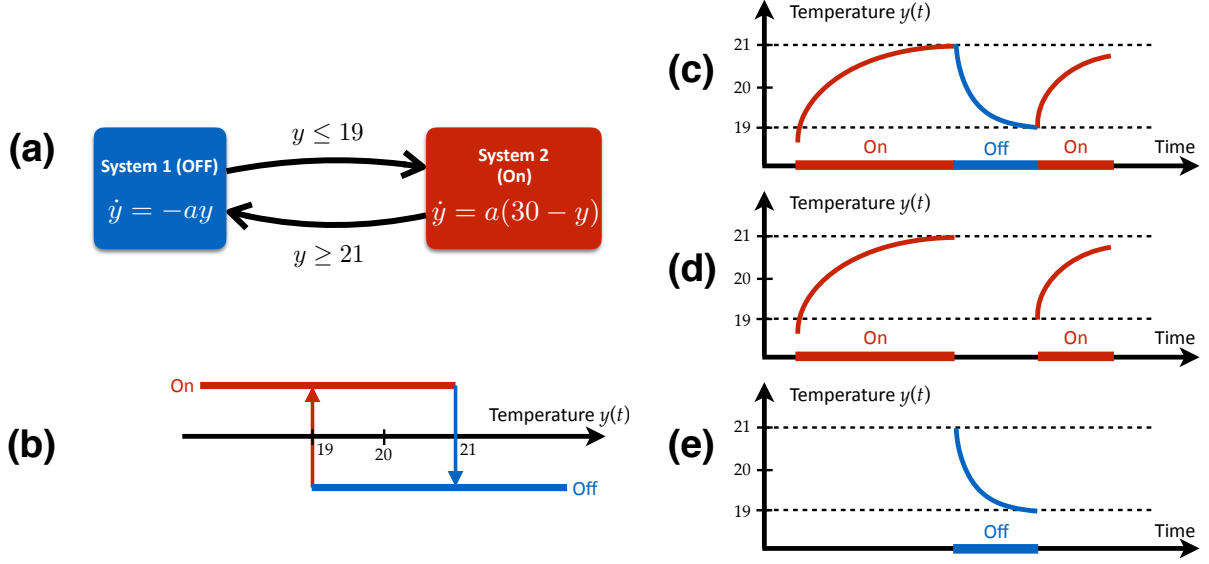 (a)
System 1 (OFF)
ẏ = −ay
y ≤ 19
y ≥ 21
System 2
(On)
ẏ = a(30 − y)
(b)
On
Temperature y(t)
19
20
21
Off
(c)
Temperature y(t)
21
20
19
On
Off
On
Time
(d)
Temperature y(t)
21
20
19
On
On
Time
(e)
Temperature y(t)
21
20
19
Off
Time